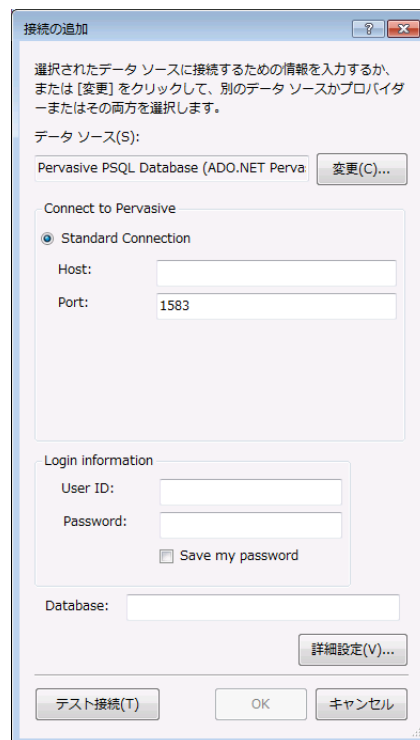 接続の追加
選択されたデータ ソースに接続するための情報を入力するか、
または [変更] をクリックして、別のデータ ソースかプロバイダ
ーまたはその両方を選択します。
データ ソース(S):
Pervasive PSQL Database (ADO.NET Perva
変更(C)...
Connect to Pervasive
Standard Connection
Host:
Port: 1583
Login information
User ID:
Password:
Save my password
Database:
詳細設定(V)...
テスト接続(T) OK キャンセル